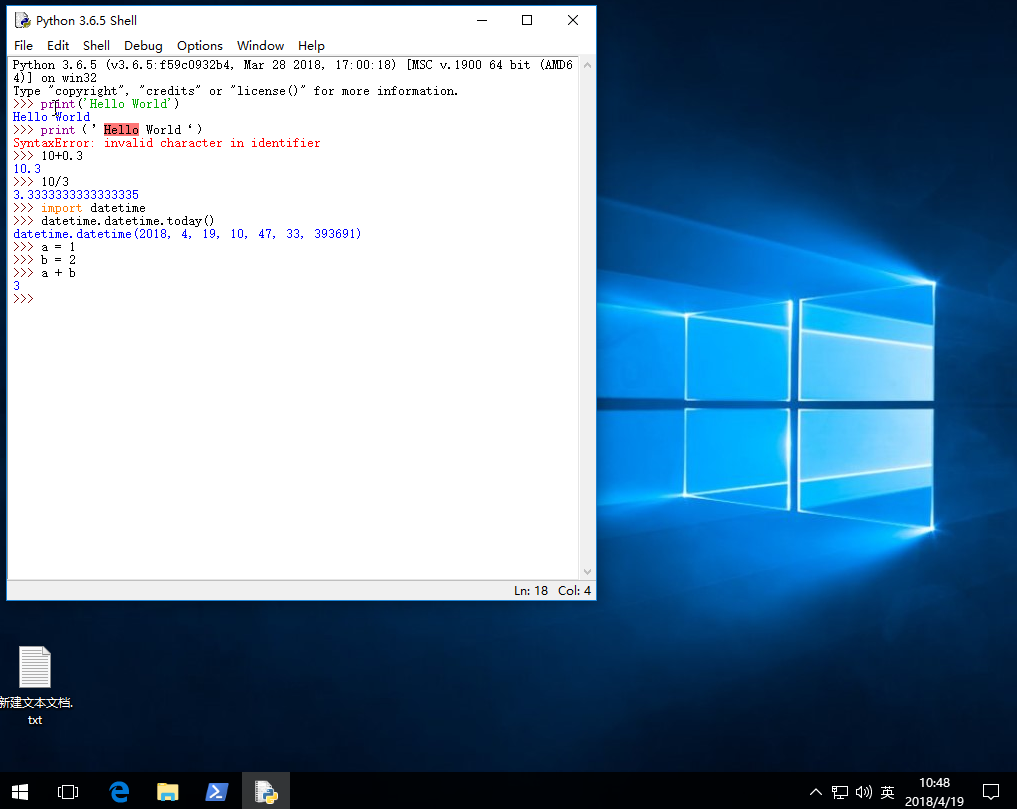 Python 3.6.5 Shell
File Edit Shell Debug Options Window Help
Python 3.6.5 (v3.6.5:f59c0932b4, Mar 28 2018, 17:00:18) [MSC v.1900 64 bit (AMD6
4)] on win32
Type "copyright", "credits" or "license()" for more information.
>>> print('Hello World')
Hello World
>>> print（’Hello World‘）
SyntaxError: invalid character in identifier
>>> 10+0.3
10.3
>>> 10/3
3.3333333333333335
>>> import datetime
>>> datetime.datetime.today()
datetime.datetime(2018, 4, 19, 10, 47, 33, 393691)
>>> a = 1
>>> b = 2
>>> a + b
3
>>>
Ln: 18 Col: 4
新建文本文档.
txt
英
10:48
2018/4/19